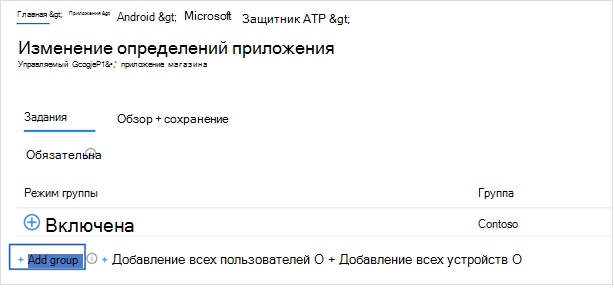 Главная &gt; Приложения &gt Android &gt; Microsoft Защитник ATP &gt;
Изменение определений приложения
Управляемый GcogjeP1&•,' приложение магазина
Задания Обзор + сохранение
Обязательна
Режим группы Группа
Включена Contoso
+ Add group + Добавление всех пользователей O + Добавление всех устройств O